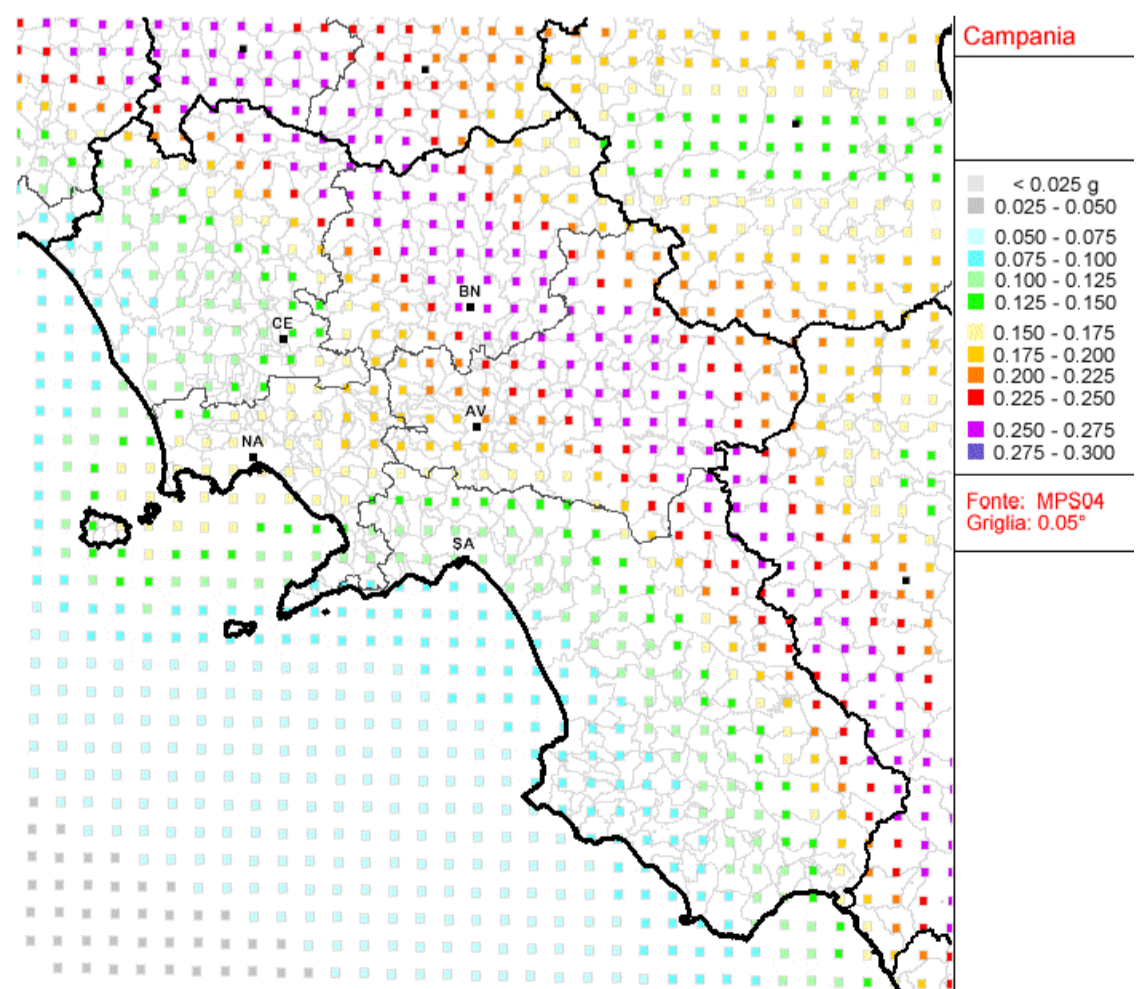 Campania
< 0.025 g
0.025 - 0.050
0.050 - 0.075
0.075 - 0.100
0.100 - 0.125
0.125 - 0.150
0.150 - 0.175
0.175 - 0.200
0.200 - 0.225
0.225 - 0.250
0.250 - 0.275
0.275 - 0.300
Fonte: MPS04
Griglia: 0.05°
BN
CE
AV
NA
SA